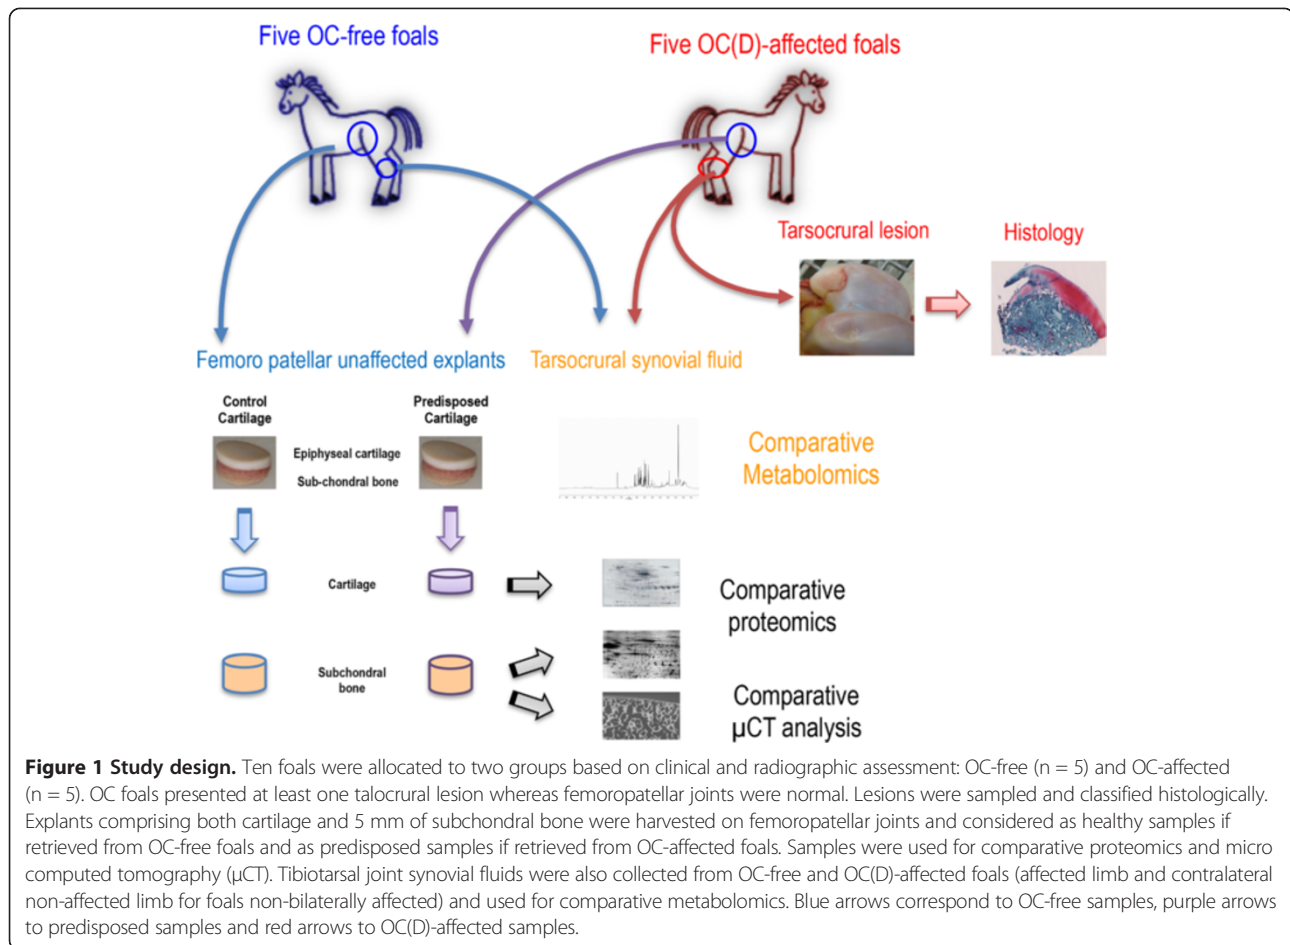 Five OC-free foals
Five OC(D)-affected foals
Tarsocrural lesion
Histology
Femoro patellar unaffected explants
Tarsocrural synovial fluid
Control
Cartilage
Predisposed
Cartilage
Epiphyseal cartilage
Sub-chondral bone
Comparative
Metabolomics
Cartilage
Comparative
proteomics
Subchondral
bone
Comparative
µCT analysis
Figure 1 Study design. Ten foals were allocated to two groups based on clinical and radiographic assessment: OC-free (n = 5) and OC-affected
(n = 5). OC foals presented at least one talocrural lesion whereas femoropatellar joints were normal. Lesions were sampled and classified histologically.
Explants comprising both cartilage and 5 mm of subchondral bone were harvested on femoropatellar joints and considered as healthy samples if
retrieved from OC-free foals and as predisposed samples if retrieved from OC-affected foals. Samples were used for comparative proteomics and micro
computed tomography (µCT). Tibiotarsal joint synovial fluids were also collected from OC-free and OC(D)-affected foals (affected limb and contralateral
non-affected limb for foals non-bilaterally affected) and used for comparative metabolomics. Blue arrows correspond to OC-free samples, purple arrows
to predisposed samples and red arrows to OC(D)-affected samples.